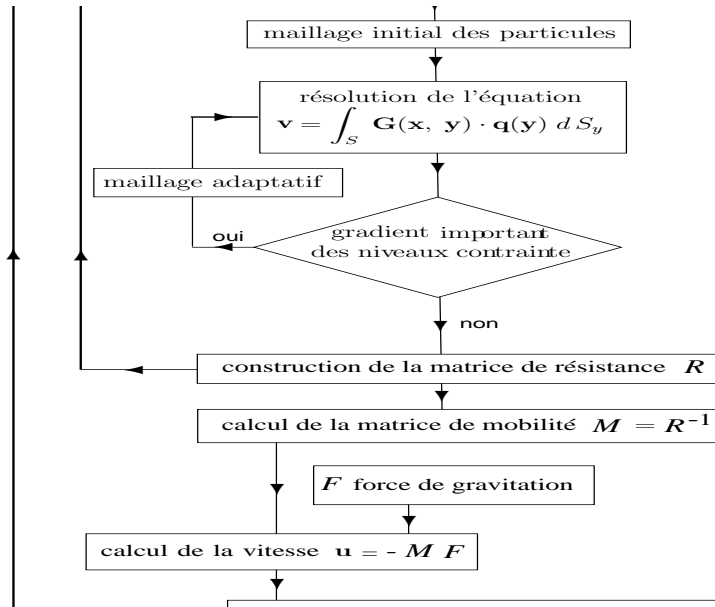 maillage initial des particules
résolution de l'équation
v = ∫_S G(x, y) · q(y) d S_y
maillage adaptatif
oui
gradient important
des niveaux contrainte
non
construction de la matrice de résistance R
calcul de la matrice de mobilité M = R⁻¹
F force de gravitation
calcul de la vitesse u = - M F